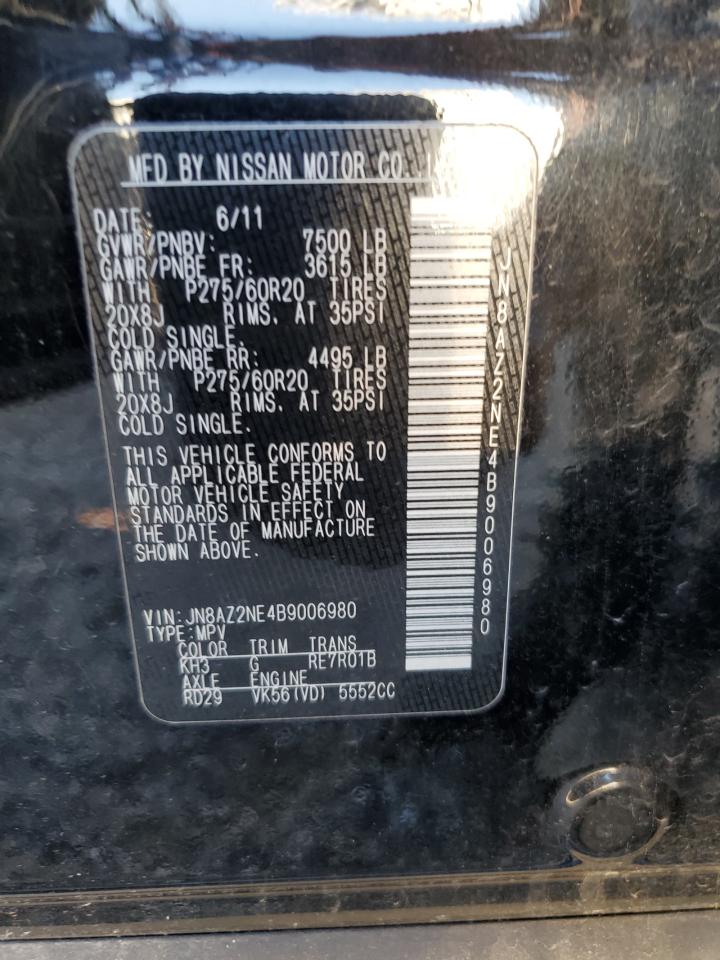 MFD BY NISSAN MOTOR CO.,
DATE: 6/11
GVWR/PNBV: 7500 LB
GAWR/PNBE FR: 3615 LB
WITH P275/60R20 TIRES
20X8J RIMS. AT 35PSI
COLD SINGLE.
GAWR/PNBE RR: 4495 LB
WITH P275/60R20 TIRES
20X8J RIMS. AT 35PSI
COLD SINGLE.
THIS VEHICLE CONFORMS TO
ALL APPLICABLE FEDERAL
MOTOR VEHICLE SAFETY
STANDARDS IN EFFECT ON
THE DATE OF MANUFACTURE
SHOWN ABOVE.
VIN:JN8AZ2NE4B9006980
TYPE:MPV
COLOR TRIM TRANS
KH3 G RE7R01B
AXLE ENGINE
RD29 VK56(VD) 5552CC
JN8AZ2NE4B9006980